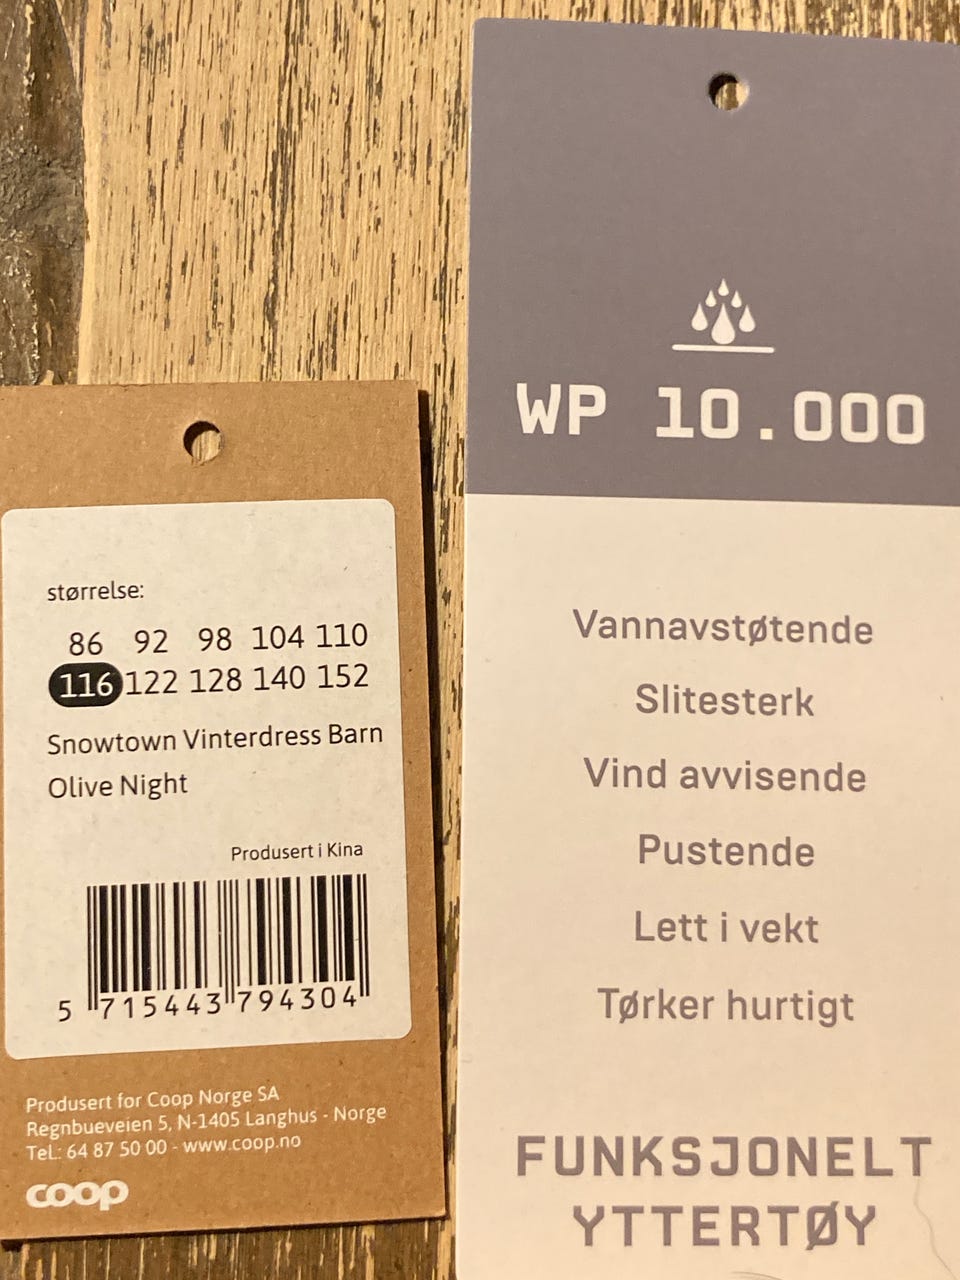 størrelse:
86 92 98 104 110
116 122 128 140 152
Snowtown Vinterdress Barn
Olive Night
Produsert i Kina
5 715443 794304
Produsert for Coop Norge SA
Regnbueveien 5, N-1405 Langhus - Norge
Tel.: 64 87 50 00 - www.coop.no
coop
WP 10.000
Vannavstøtende
Slitesterk
Vind avvisende
Pustende
Lett i vekt
Tørker hurtigt
FUNKSJONELT
YTTERTØY